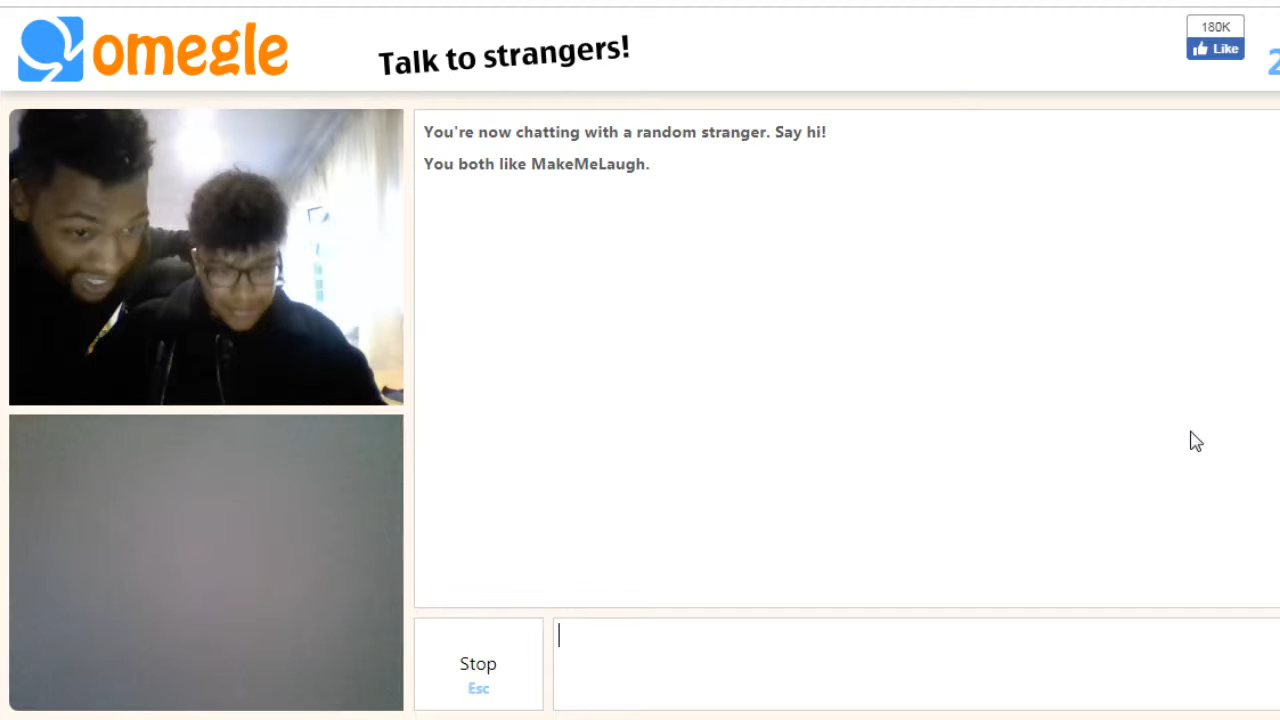 omegle
Talk to strangers!
180K
Like
2
You're now chatting with a random stranger. Say hi!
You both like MakeMeLaugh.
Stop
Esc